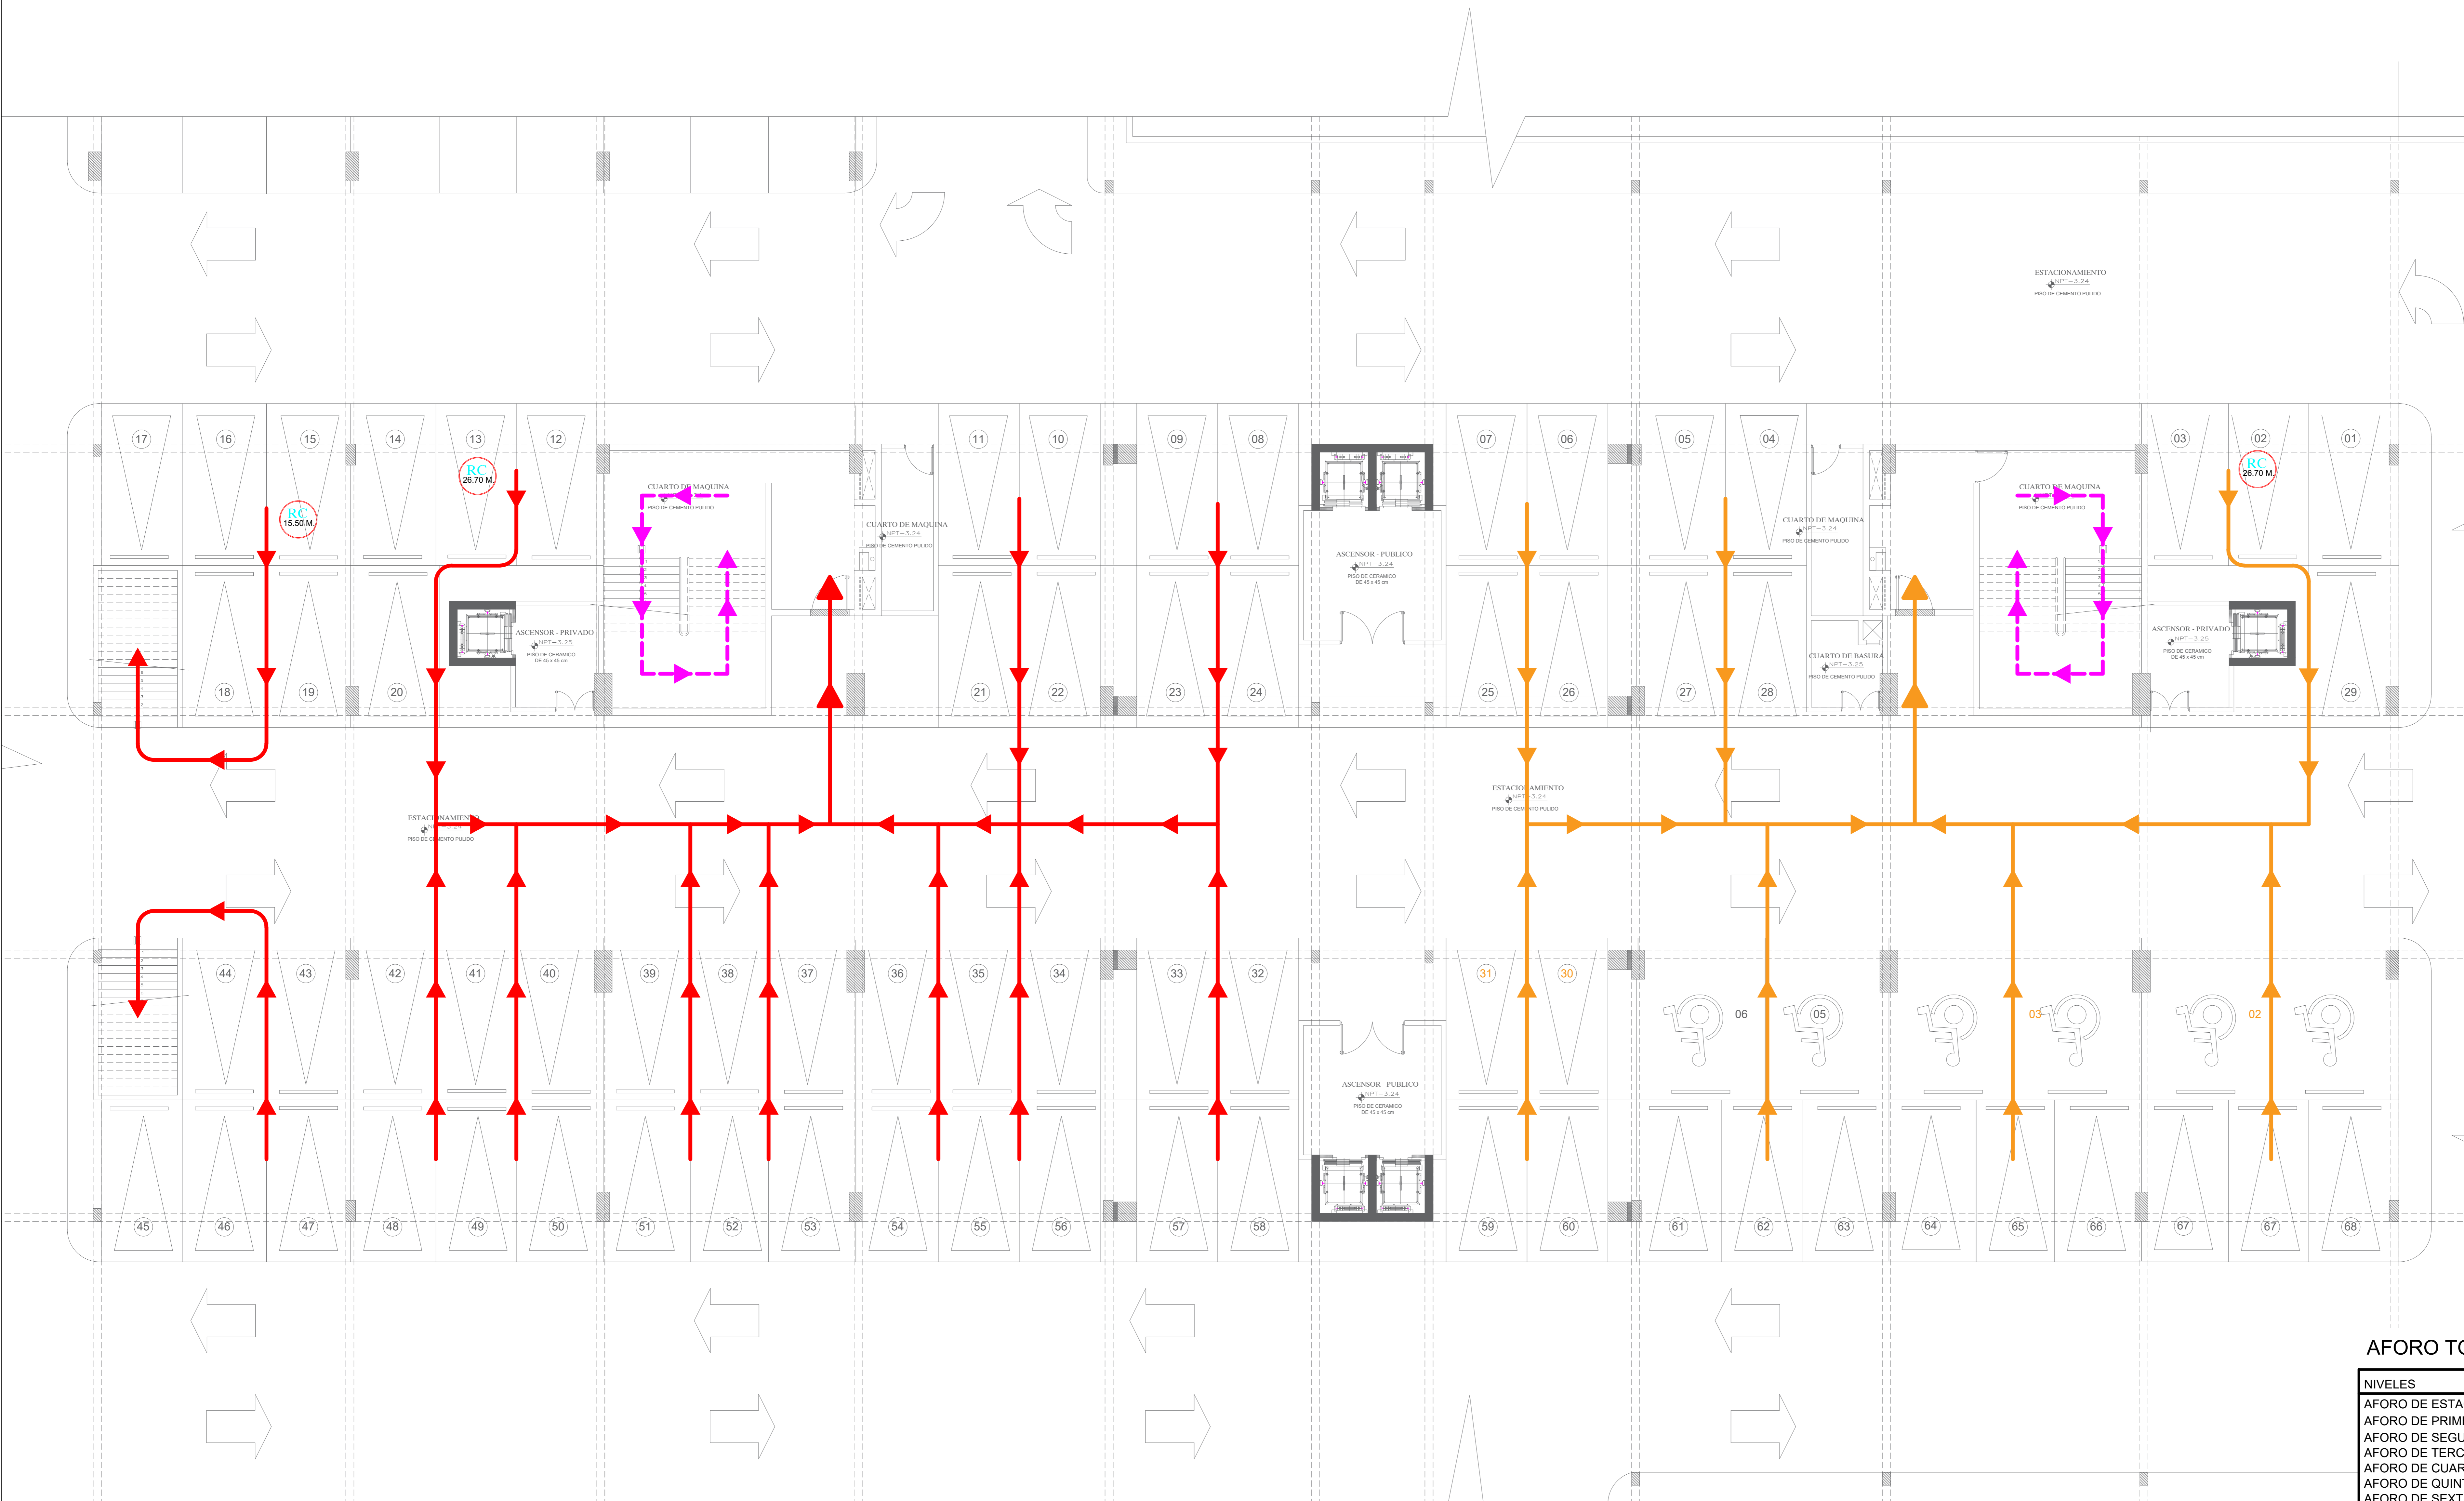 ESTACIONAMIENTO
NPT-3.24
PISO DE CEMENTO PULIDO
17
16
15
14
13
12
11
10
09
08
07
06
05
04
03
02
01
RC
15.50 M.
RC
26.70 M.
RC
26.70 M.
CUARTO DE MAQUINA
PISO DE CEMENTO PULIDO
CUARTO DE MAQUINA
NPT-3.24
PISO DE CEMENTO PULIDO
ASCENSOR - PUBLICO
NPT-3.24
PISO DE CERAMICO
DE 45 x 45 cm
CUARTO DE MAQUINA
NPT-3.24
PISO DE CEMENTO PULIDO
CUARTO DE MAQUINA
PISO DE CEMENTO PULIDO
ASCENSOR - PRIVADO
NPT-3.25
PISO DE CERAMICO
DE 45 x 45 cm
CUARTO DE BASURA
NPT-3.25
PISO DE CEMENTO PULIDO
ASCENSOR - PRIVADO
NPT-3.25
PISO DE CERAMICO
DE 45 x 45 cm
18
19
20
21
22
23
24
25
26
27
28
29
ESTACIONAMIENTO
NPT-3.24
PISO DE CEMENTO PULIDO
ESTACIONAMIENTO
NPT-3.24
PISO DE CEMENTO PULIDO
44
43
42
41
40
39
38
37
36
35
34
33
32
31
30
06
05
03
02
ASCENSOR - PUBLICO
NPT-3.24
PISO DE CERAMICO
DE 45 x 45 cm
45
46
47
48
49
50
51
52
53
54
55
56
57
58
59
60
61
62
63
64
65
66
67
67
68
AFORO TO
NIVELES
AFORO DE ESTA
AFORO DE PRIM
AFORO DE SEGU
AFORO DE TERC
AFORO DE CUAR
AFORO DE QUIN
AFORO DE SEXT